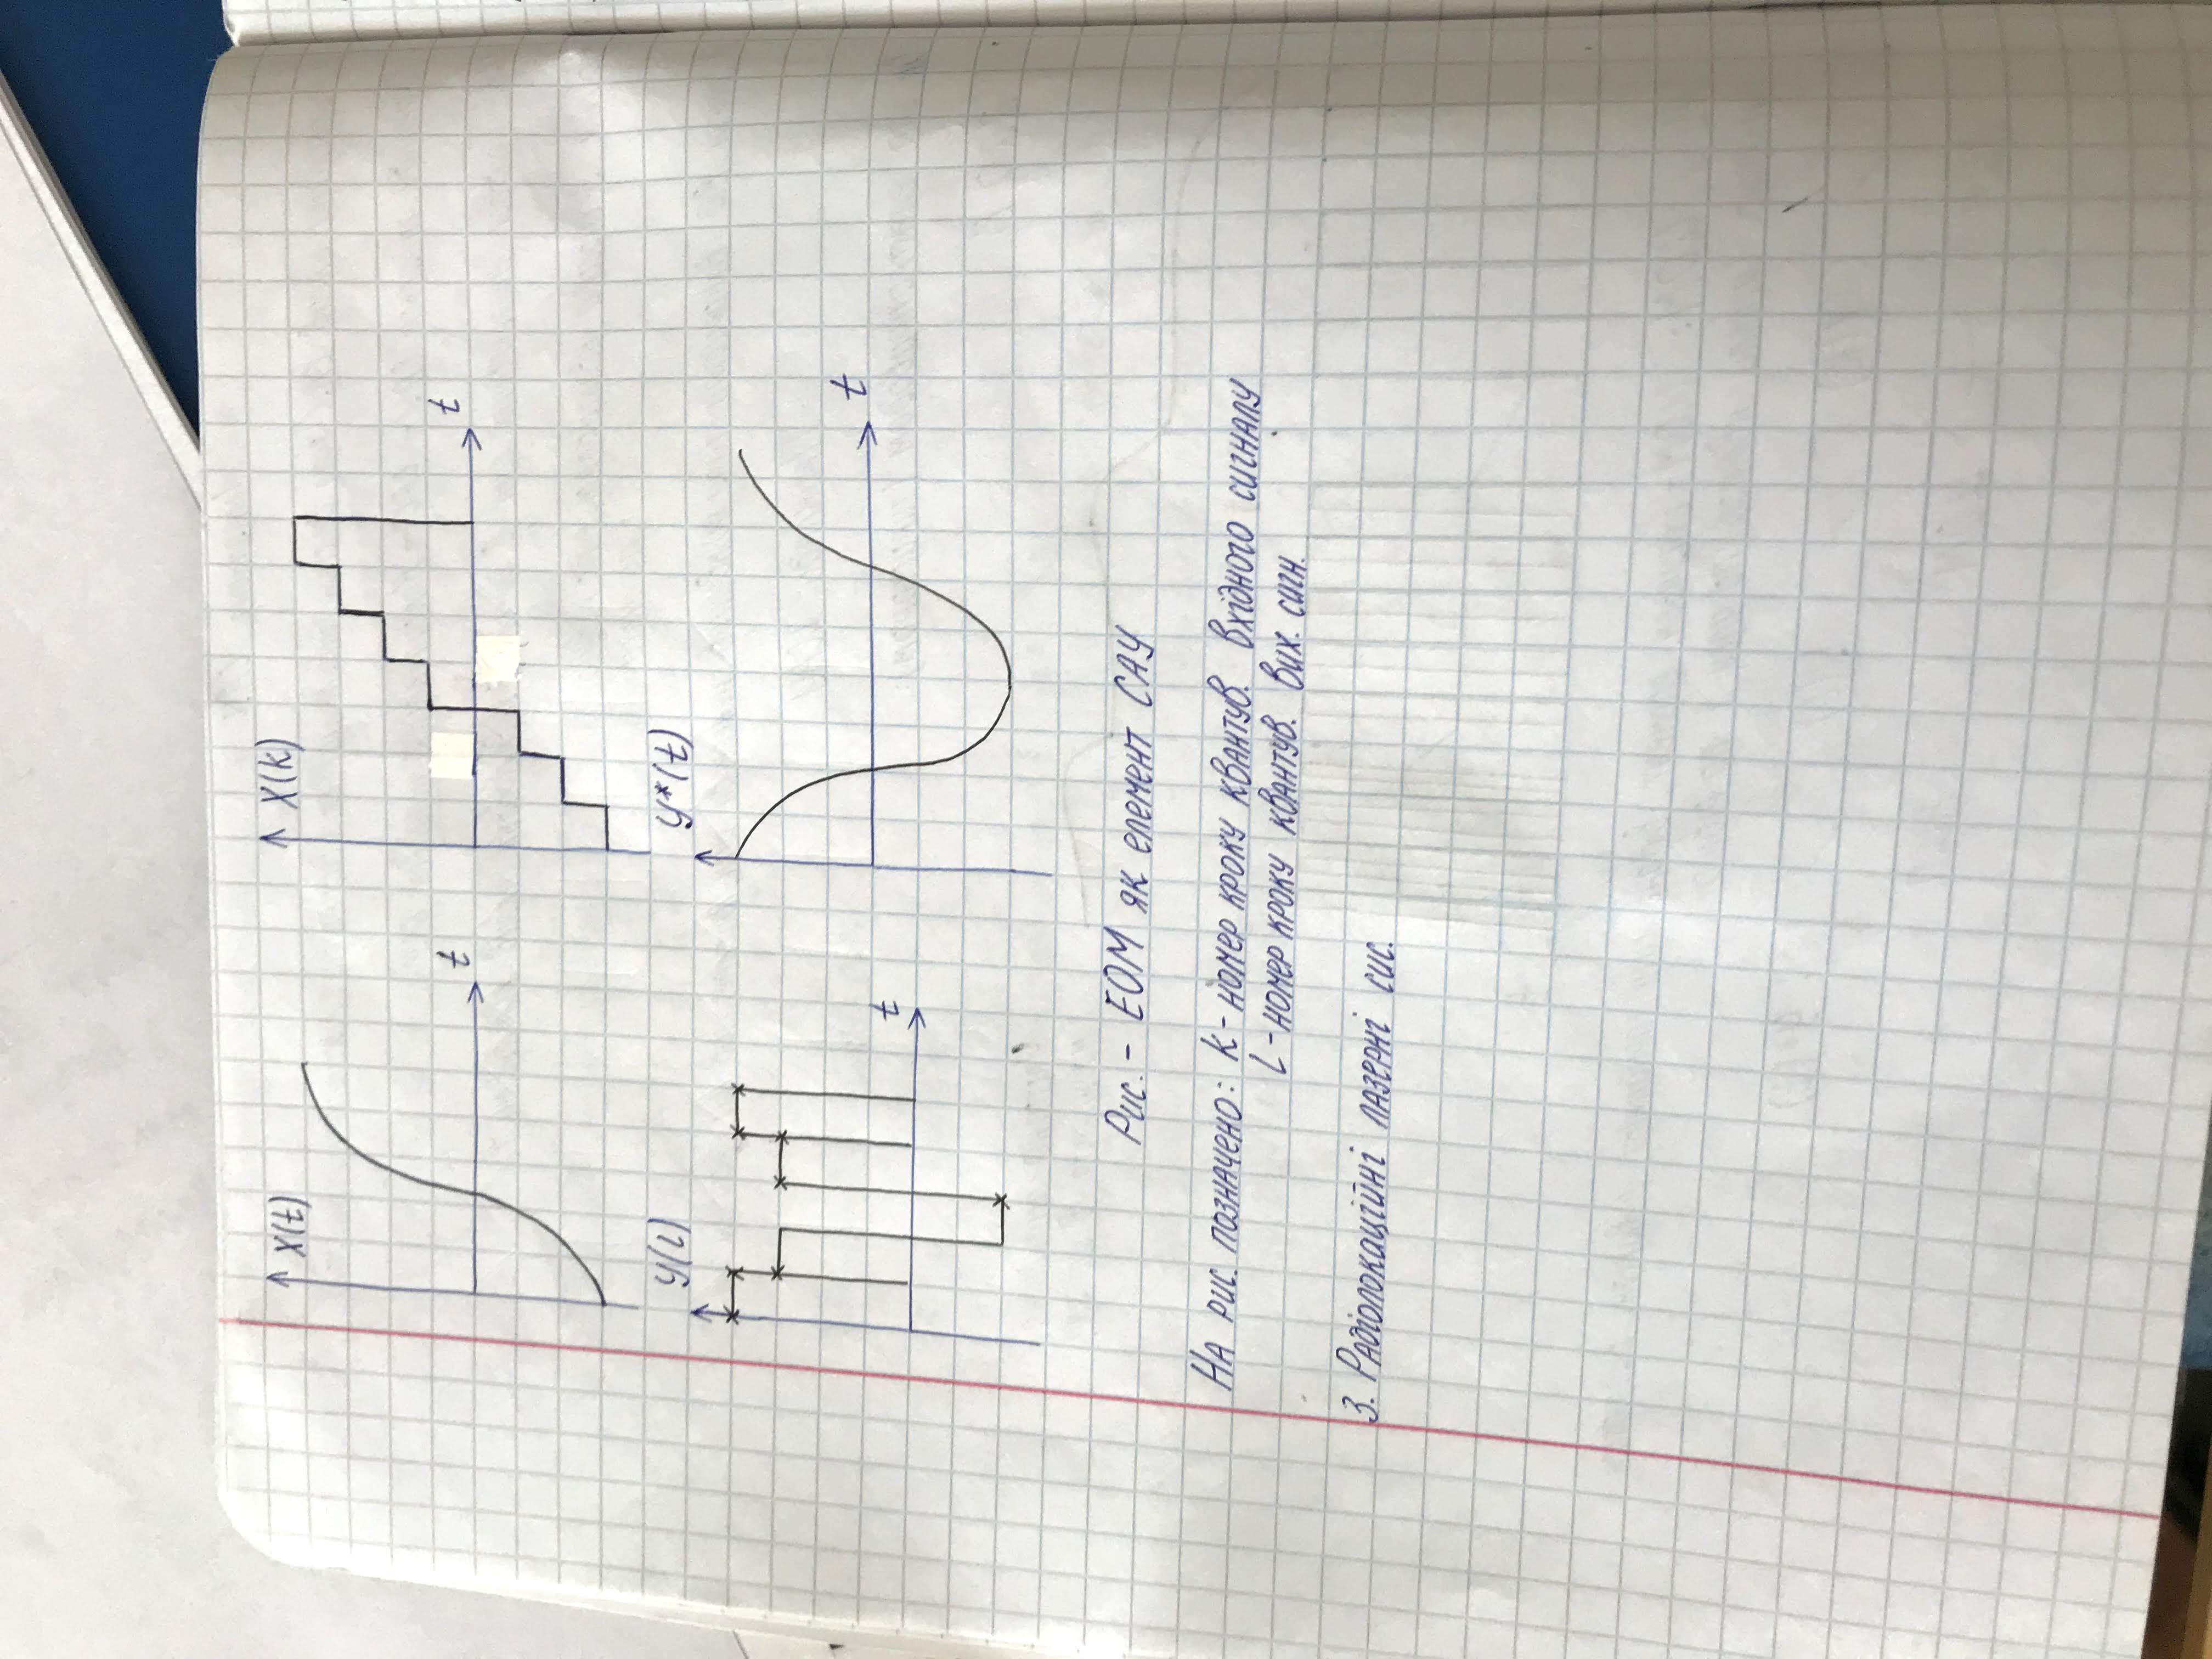 X(t)
X(k)
t
t
y(l)
y*(t)
t
t
Рис. - ЕОМ як елемент САУ
На рис. позначено: k - номер кроку квантув. вхідного сигналу
l - номер кроку квантув. вих. сигн.
3. Радіолокаційні лазерні сис.